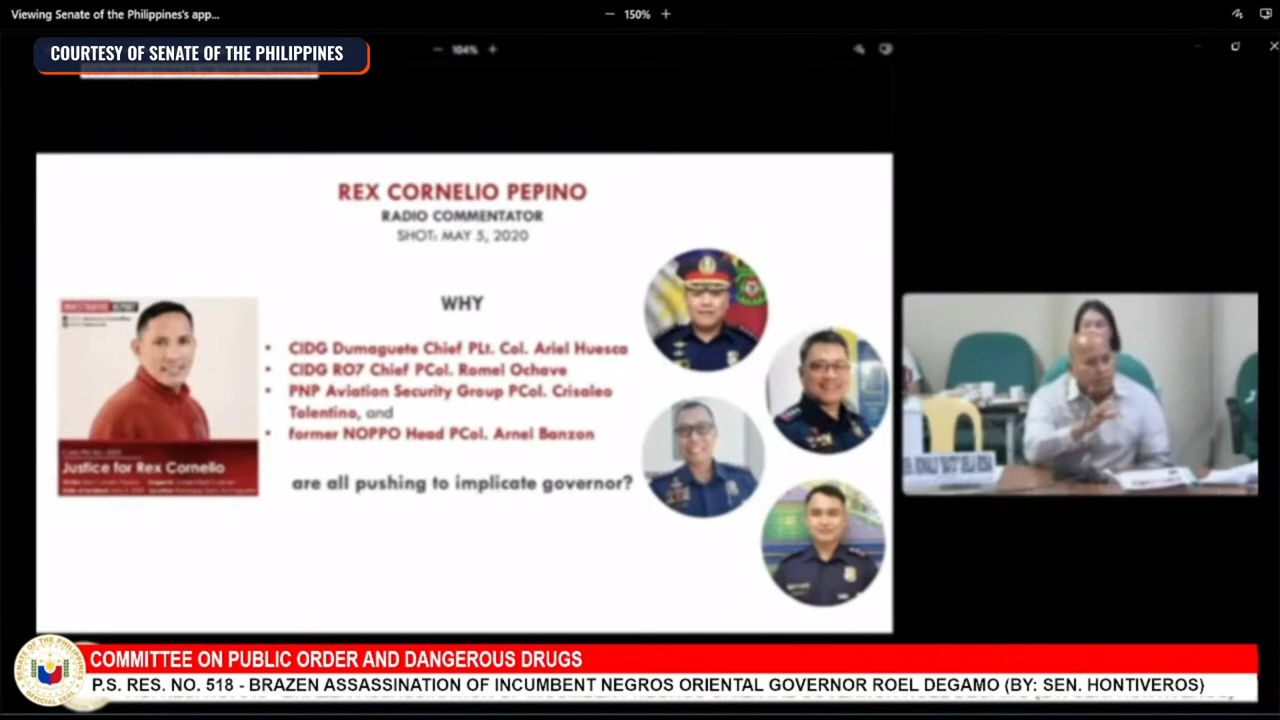 Viewing Senate of the Philippines's app...
150%
COURTESY OF SENATE OF THE PHILIPPINES
104%
REX CORNELIO PEPINO
RADIO COMMENTATOR
SHOT: MAY 5, 2020
WHY
• CIDG Dumaguete Chief PLt. Col. Ariel Huesca
• CIDG RO7 Chief PCol. Romel Ochave
• PNP Aviation Security Group PCol. Crisaleo
Tolentino, and
• former NOPPO Head PCol. Arnel Banzon
are all pushing to implicate governor?
Justice for Rex Cornelio
COMMITTEE ON PUBLIC ORDER AND DANGEROUS DRUGS
P.S. RES. NO. 518 - BRAZEN ASSASSINATION OF INCUMBENT NEGROS ORIENTAL GOVERNOR ROEL DEGAMO (BY: SEN. HONTIVEROS)